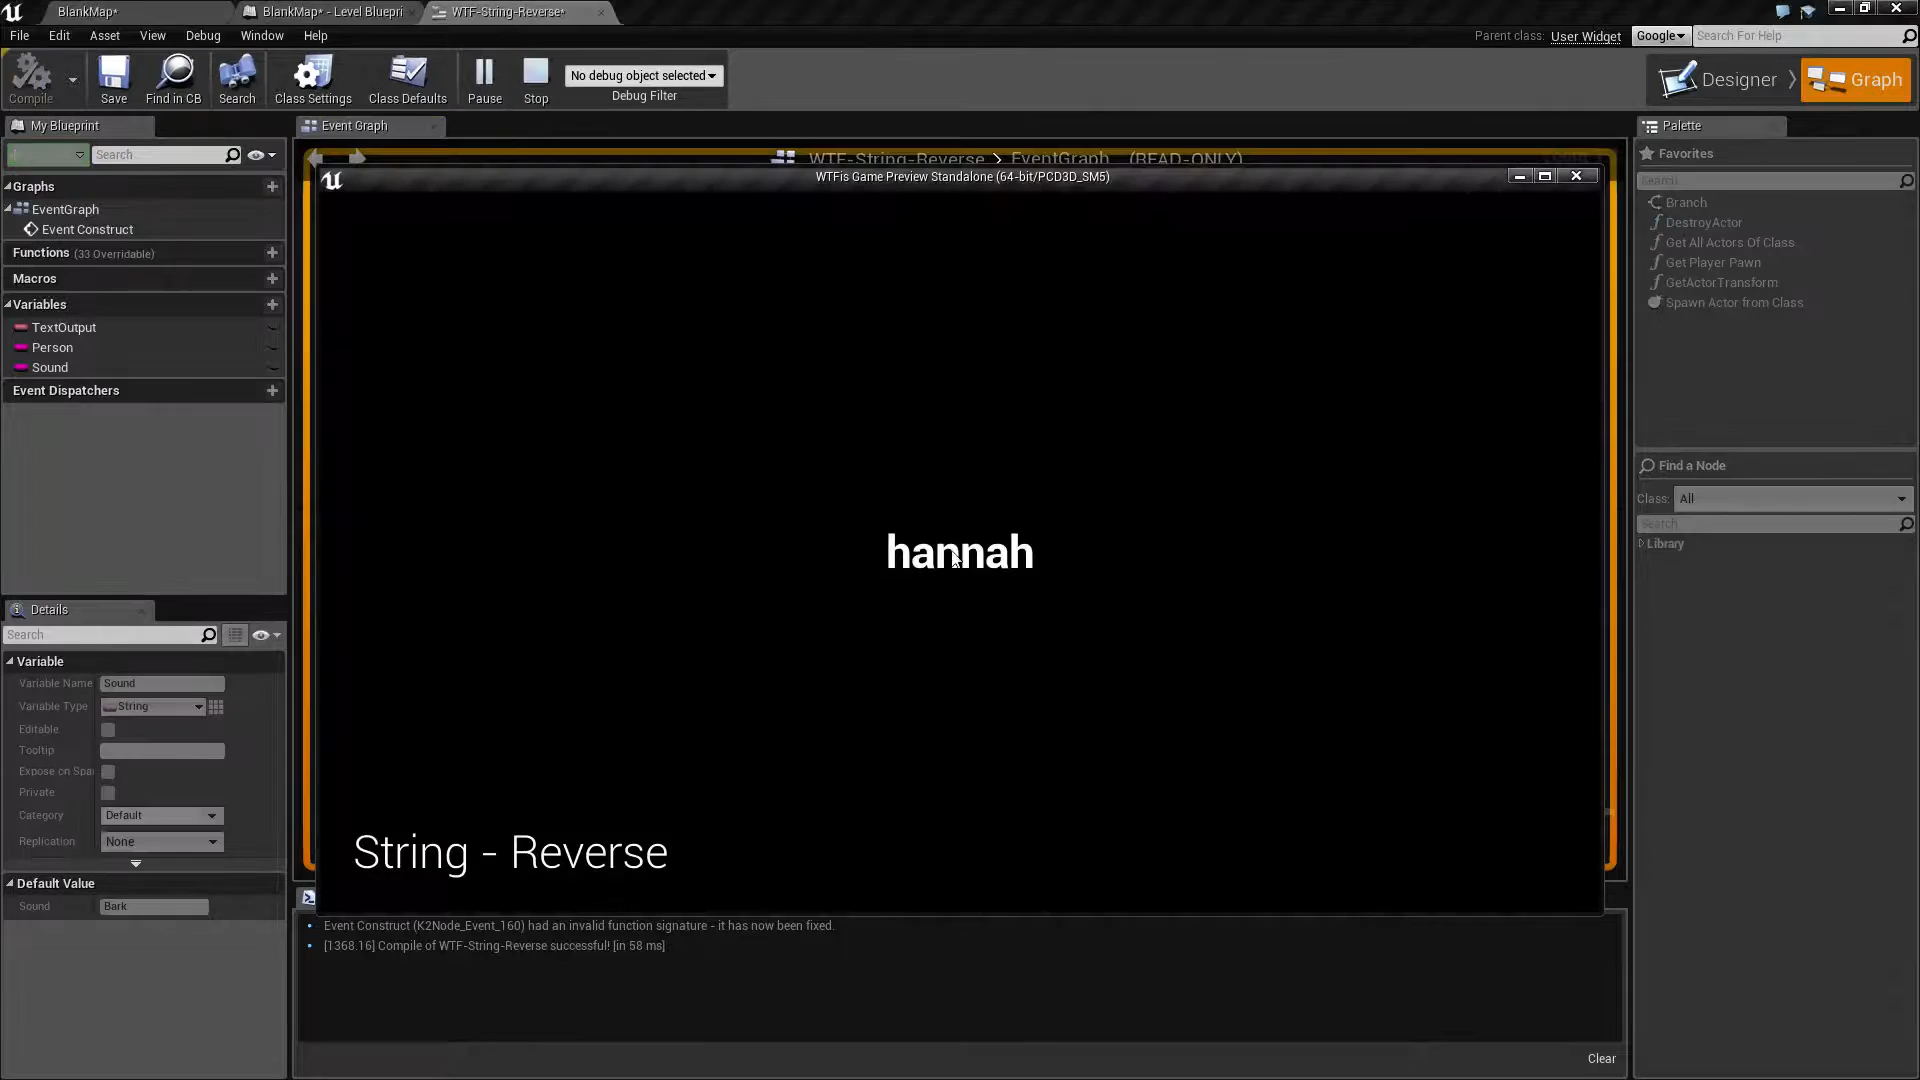 BlankMap*
BlankMap* - Level Bluepri
WTF-String-Reverse*
File Edit Asset View Debug Window Help
Parent class: User Widget
Google
Search For Help
Compile
Save
Find in CB
Search
Class Settings
Class Defaults
Pause
Stop
No debug object selected
Debug Filter
Designer
Graph
My Blueprint
Event Graph
Palette
Search
WTF-String-Reverse > EventGraph (READ-ONLY)
Favorites
WTFis Game Preview Standalone (64-bit/PCD3D_SM5)
Search
Graphs
EventGraph
Event Construct
Functions (33 Overridable)
Macros
Variables
TextOutput
Person
Sound
Event Dispatchers
Branch
DestroyActor
Get All Actors Of Class
Get Player Pawn
GetActorTransform
Spawn Actor from Class
Find a Node
Class: All
Search
Library
hannah
String - Reverse
Details
Search
Variable
Variable Name Sound
Variable Type String
Editable
Tooltip
Expose on Spa
Private
Category Default
Replication None
Default Value
Sound Bark
Event Construct (K2Node_Event_160) had an invalid function signature - it has now been fixed.
[1368.16] Compile of WTF-String-Reverse successful! [in 58 ms]
Clear